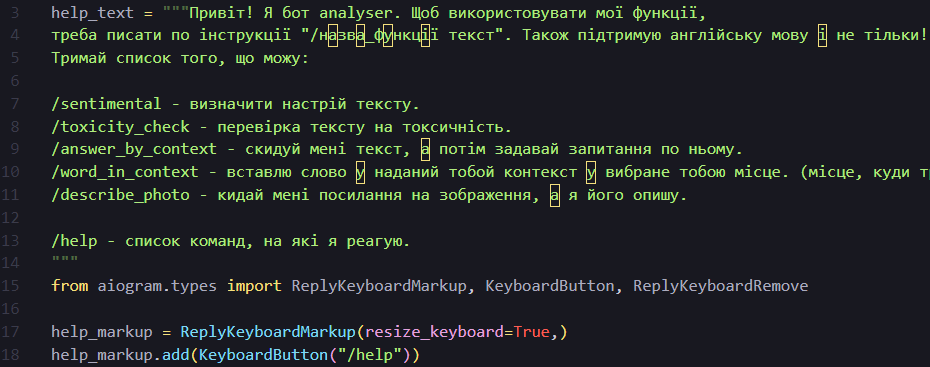 3 help_text = """Привіт! Я бот analyser. Щоб використовувати мої функції,
4 треба писати по інструкції "/назва_функції текст". Також підтримую англійську мову і не тільки!
5 Тримай список того, що можу:
6
7 /sentimental - визначити настрій тексту.
8 /toxicity_check - перевірка тексту на токсичність.
9 /answer_by_context - скидуй мені текст, а потім задавай запитання по ньому.
10 /word_in_context - вставлю слово у наданий тобой контекст у вибране тобою місце. (місце, куди
11 /describe_photo - кидай мені посилання на зображення, а я його опишу.
12
13 /help - список команд, на які я реагую.
14 """
15 from aiogram.types import ReplyKeyboardMarkup, KeyboardButton, ReplyKeyboardRemove
16
17 help_markup = ReplyKeyboardMarkup(resize_keyboard=True,)
18 help_markup.add(KeyboardButton("/help"))